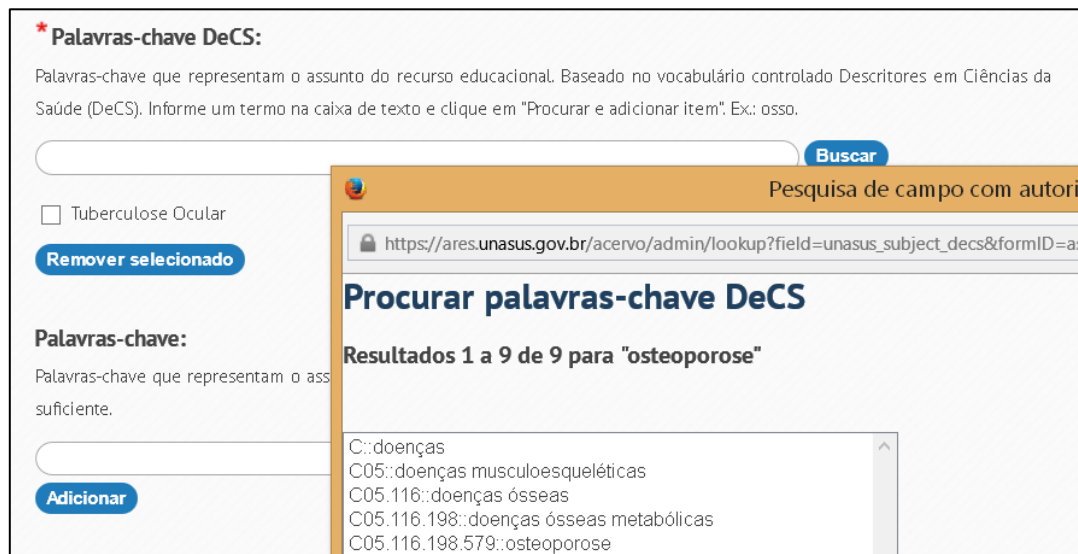 * Palavras-chave DeCS:
Palavras-chave que representam o assunto do recurso educacional. Baseado no vocabulário controlado Descritores em Ciências da
Saúde (DeCS). Informe um termo na caixa de texto e clique em "Procurar e adicionar item". Ex.: osso.
Buscar
Tuberculose Ocular
Remover selecionado
Palavras-chave:
Palavras-chave que representam o ass
suficiente.
Adicionar
Pesquisa de campo com autori
https://ares.unasus.gov.br/acervo/admin/lookup?field=unasus_subject_decs&formID=as
Procurar palavras-chave DeCS
Resultados 1 a 9 de 9 para "osteoporose"
C::doenças
C05::doenças musculoesqueléticas
C05.116::doenças ósseas
C05.116.198::doenças ósseas metabólicas
C05.116.198.579::osteoporose